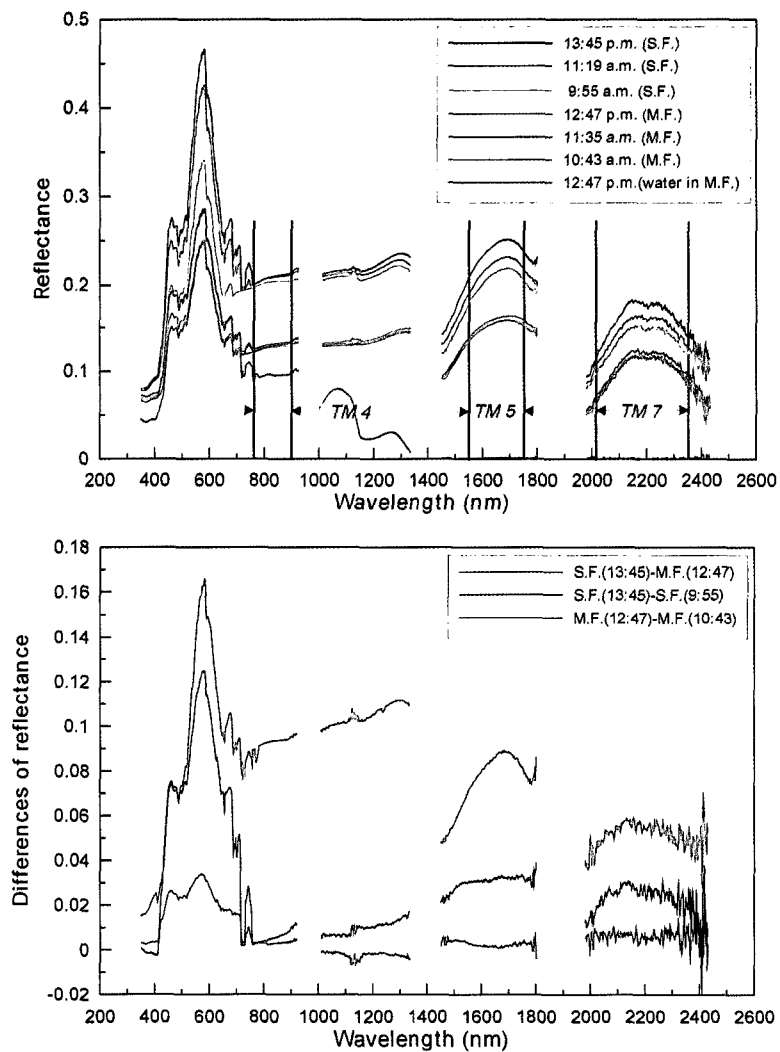 0.5
0.4
0.3
0.2
0.1
0
Reflectance
13:45 p.m. (S.F.)
11:19 a.m. (S.F.)
9:55 a.m. (S.F.)
12:47 p.m. (M.F.)
11:35 a.m. (M.F.)
10:43 a.m. (M.F.)
12:47 p.m.(water in M.F.)
TM 4
TM 5
TM 7
200 400 600 800 1000 1200 1400 1600 1800 2000 2200 2400 2600
Wavelength (nm)
0.18
0.16
0.14
0.12
0.1
0.08
0.06
0.04
0.02
0
-0.02
Differences of reflectance
S.F.(13:45)-M.F.(12:47)
S.F.(13:45)-S.F.(9:55)
M.F.(12:47)-M.F.(10:43)
200 400 600 800 1000 1200 1400 1600 1800 2000 2200 2400 2600
Wavelength (nm)